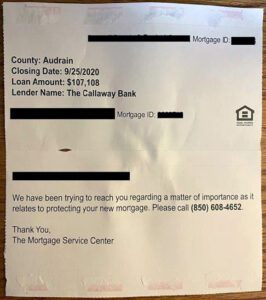 Mortgage ID:
County: Audrain
Closing Date: 9/25/2020
Loan Amount: $107,108
Lender Name: The Callaway Bank
Mortgage ID:
We have been trying to reach you regarding a matter of importance as it
relates to protecting your new mortgage. Please call (850) 608-4652.
Thank You,
The Mortgage Service Center